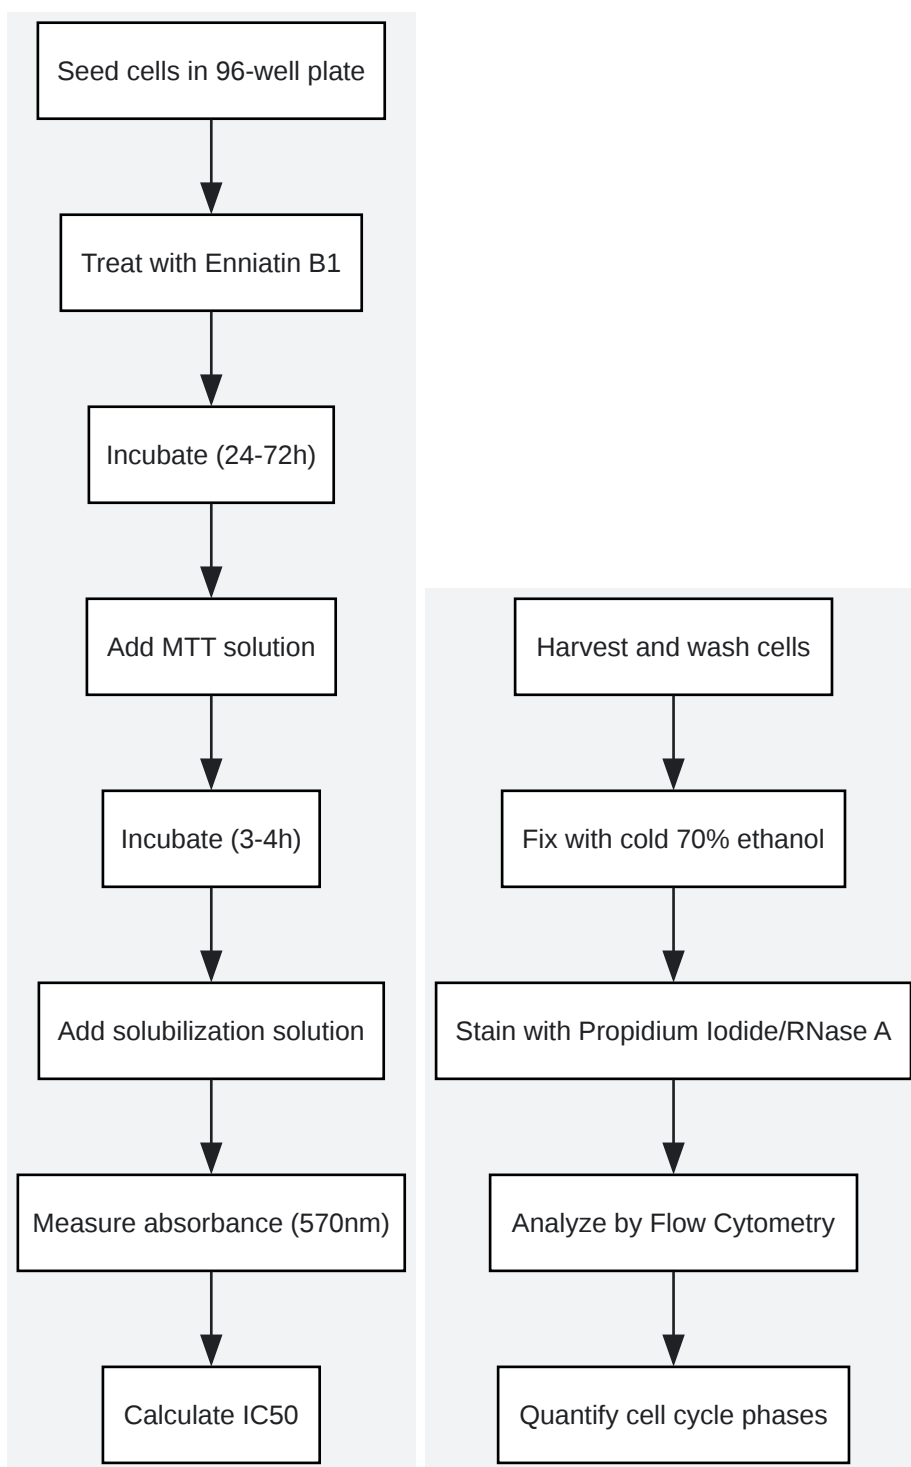 Seed cells in 96-well plate
Treat with Enniatin B1
Incubate (24-72h)
Add MTT solution
Incubate (3-4h)
Add solubilization solution
Measure absorbance (570nm)
Calculate IC50
Harvest and wash cells
Fix with cold 70% ethanol
Stain with Propidium Iodide/RNase A
Analyze by Flow Cytometry
Quantify cell cycle phases